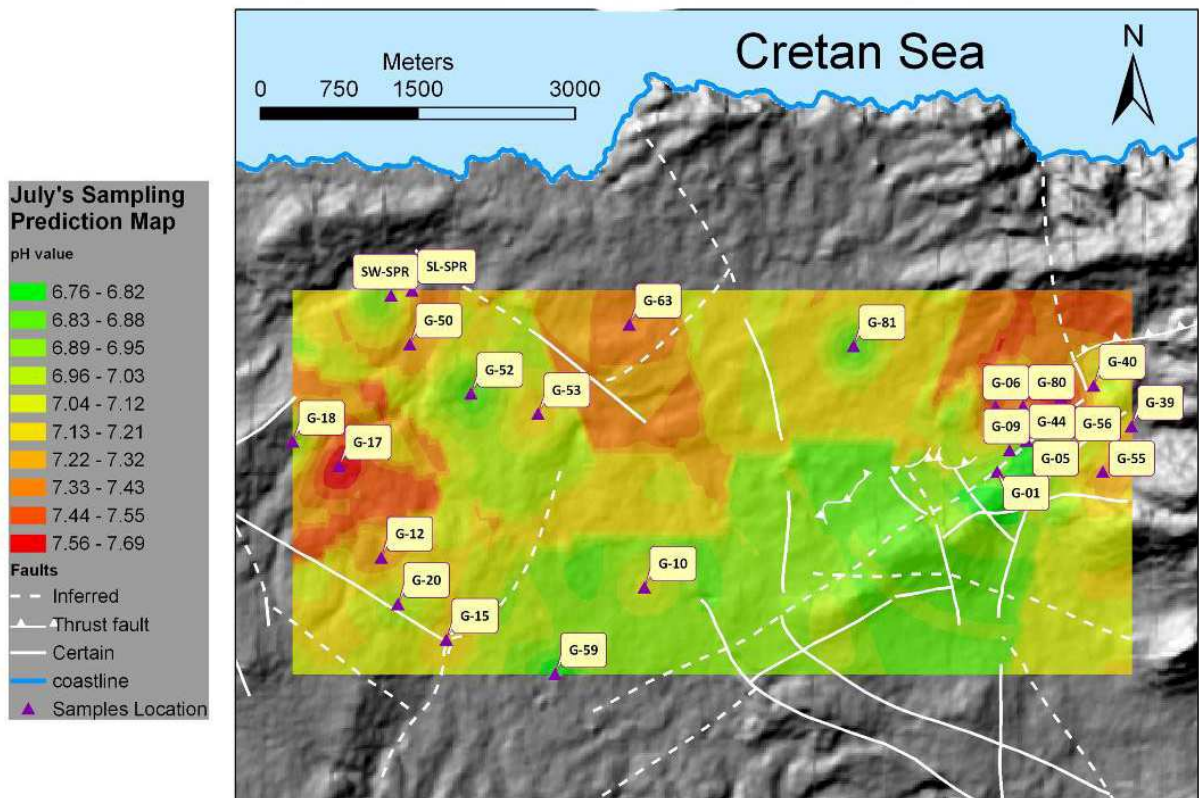 Cretan Sea
N
Meters
0 750 1500 3000
July's Sampling
Prediction Map
pH value
6.76 - 6.82
6.83 - 6.88
6.89 - 6.95
6.96 - 7.03
7.04 - 7.12
7.13 - 7.21
7.22 - 7.32
7.33 - 7.43
7.44 - 7.55
7.56 - 7.69
Faults
Inferred
Thrust fault
Certain
coastline
Samples Location
SW-SPR
SL-SPR
G-63
G-50
G-81
G-52
G-53
G-06
G-80
G-40
G-18
G-17
G-09
G-44
G-56
G-39
G-05
G-55
G-01
G-12
G-20
G-10
G-15
G-59